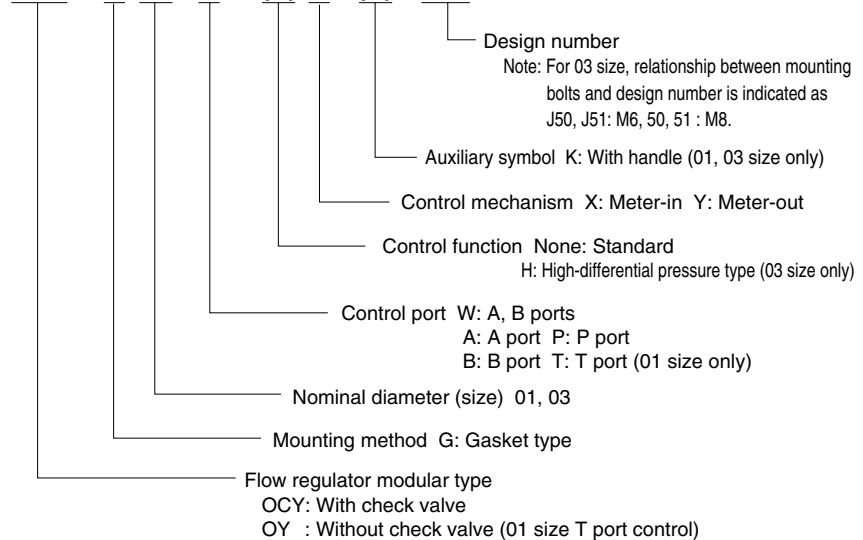 Design number
Note: For 03 size, relationship between mounting
bolts and design number is indicated as
J50, J51: M6, 50, 51 : M8.
Auxiliary symbol K: With handle (01, 03 size only)
Control mechanism X: Meter-in Y: Meter-out
Control function None: Standard
H: High-differential pressure type (03 size only)
Control port W: A, B ports
A: A port P: P port
B: B port T: T port (01 size only)
Nominal diameter (size) 01, 03
Mounting method G: Gasket type
Flow regulator modular type
OCY: With check valve
OY : Without check valve (01 size T port control)